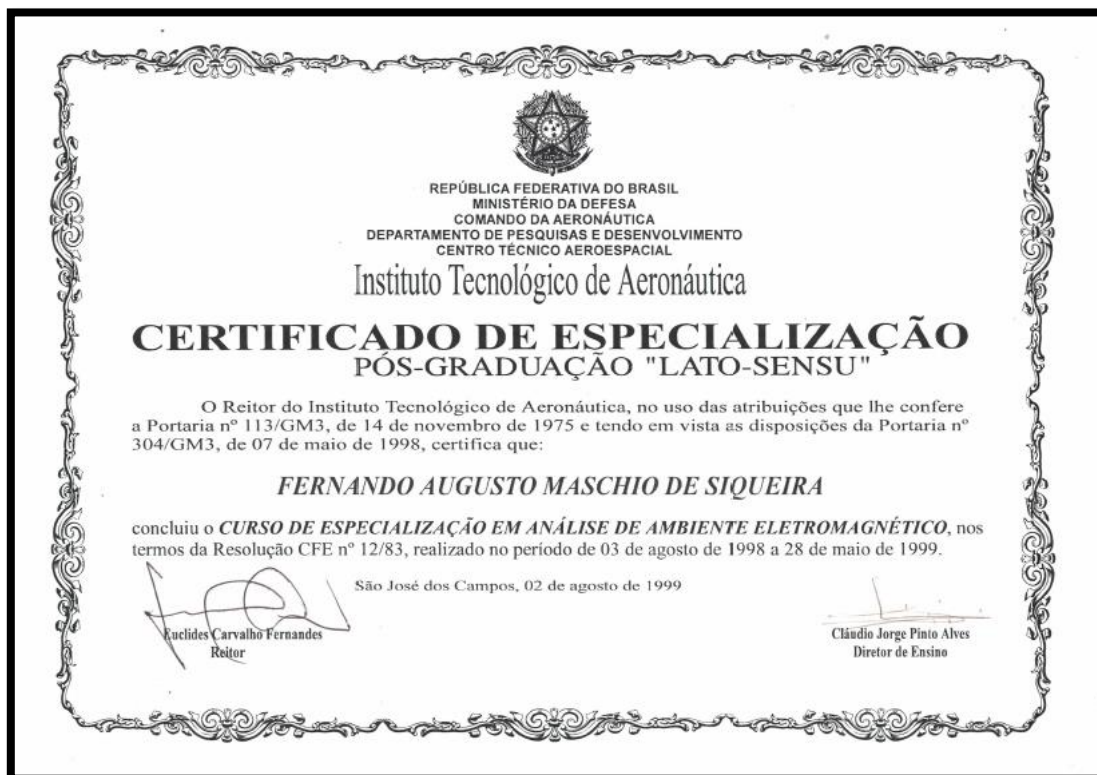 REPÚBLICA FEDERATIVA DO BRASIL
MINISTÉRIO DA DEFESA
COMANDO DA AERONÁUTICA
DEPARTAMENTO DE PESQUISAS E DESENVOLVIMENTO
CENTRO TÉCNICO AEROESPACIAL
Instituto Tecnológico de Aeronáutica
CERTIFICADO DE ESPECIALIZAÇÃO
PÓS-GRADUAÇÃO "LATO-SENSU"
O Reitor do Instituto Tecnológico de Aeronáutica, no uso das atribuições que lhe confere
a Portaria nº 113/GM3, de 14 de novembro de 1975 e tendo em vista as disposições da Portaria nº
304/GM3, de 07 de maio de 1998, certifica que:
FERNANDO AUGUSTO MASCHIO DE SIQUEIRA
concluiu o CURSO DE ESPECIALIZAÇÃO EM ANÁLISE DE AMBIENTE ELETROMAGNÉTICO, nos
termos da Resolução CFE nº 12/83, realizado no período de 03 de agosto de 1998 a 28 de maio de 1999.
São José dos Campos, 02 de agosto de 1999
Euclides Carvalho Fernandes
Reitor
Cláudio Jorge Pinto Alves
Diretor de Ensino